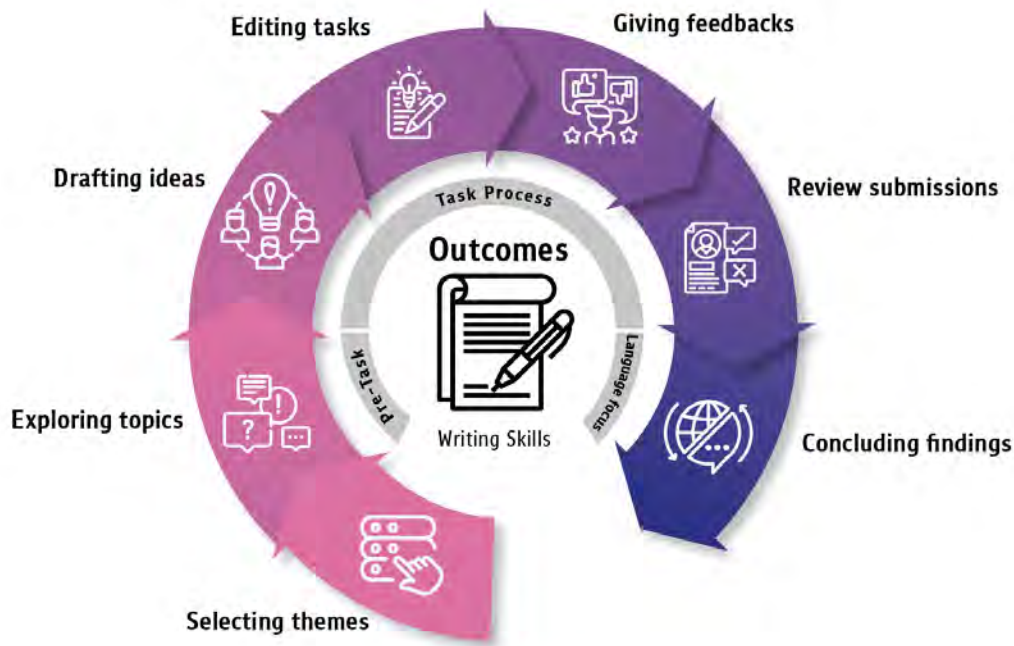 Editing tasks
Giving feedbacks
Drafting ideas
Review submissions
Task Process
Outcomes
Pre-Task
Language focus
Exploring topics
Writing Skills
Concluding findings
Selecting themes